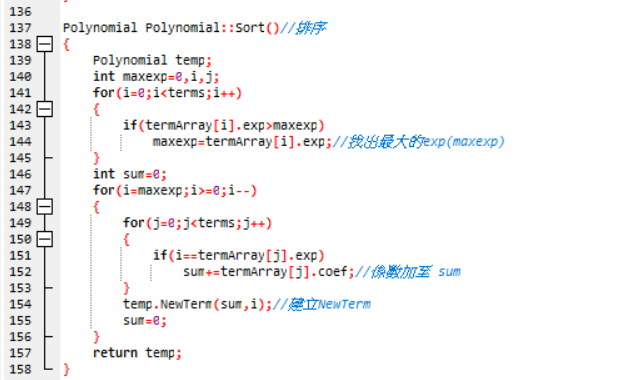 136
137 Polynomial Polynomial::Sort()//排序
138 {
139 Polynomial temp;
140 int maxexp=0,i,j;
141 for(i=0;i<terms;i++)
142 {
143 if(termArray[i].exp>maxexp)
144 maxexp=termArray[i].exp;//找出最大的exp(maxexp)
145 }
146 int sum=0;
147 for(i=maxexp;i>=0;i--)
148 {
149 for(j=0;j<terms;j++)
150 {
151 if(i==termArray[j].exp)
152 sum+=termArray[j].coef;//係數加至 sum
153 }
154 temp.NewTerm(sum,i);//建立NewTerm
155 sum=0;
156 }
157 return temp;
158 }